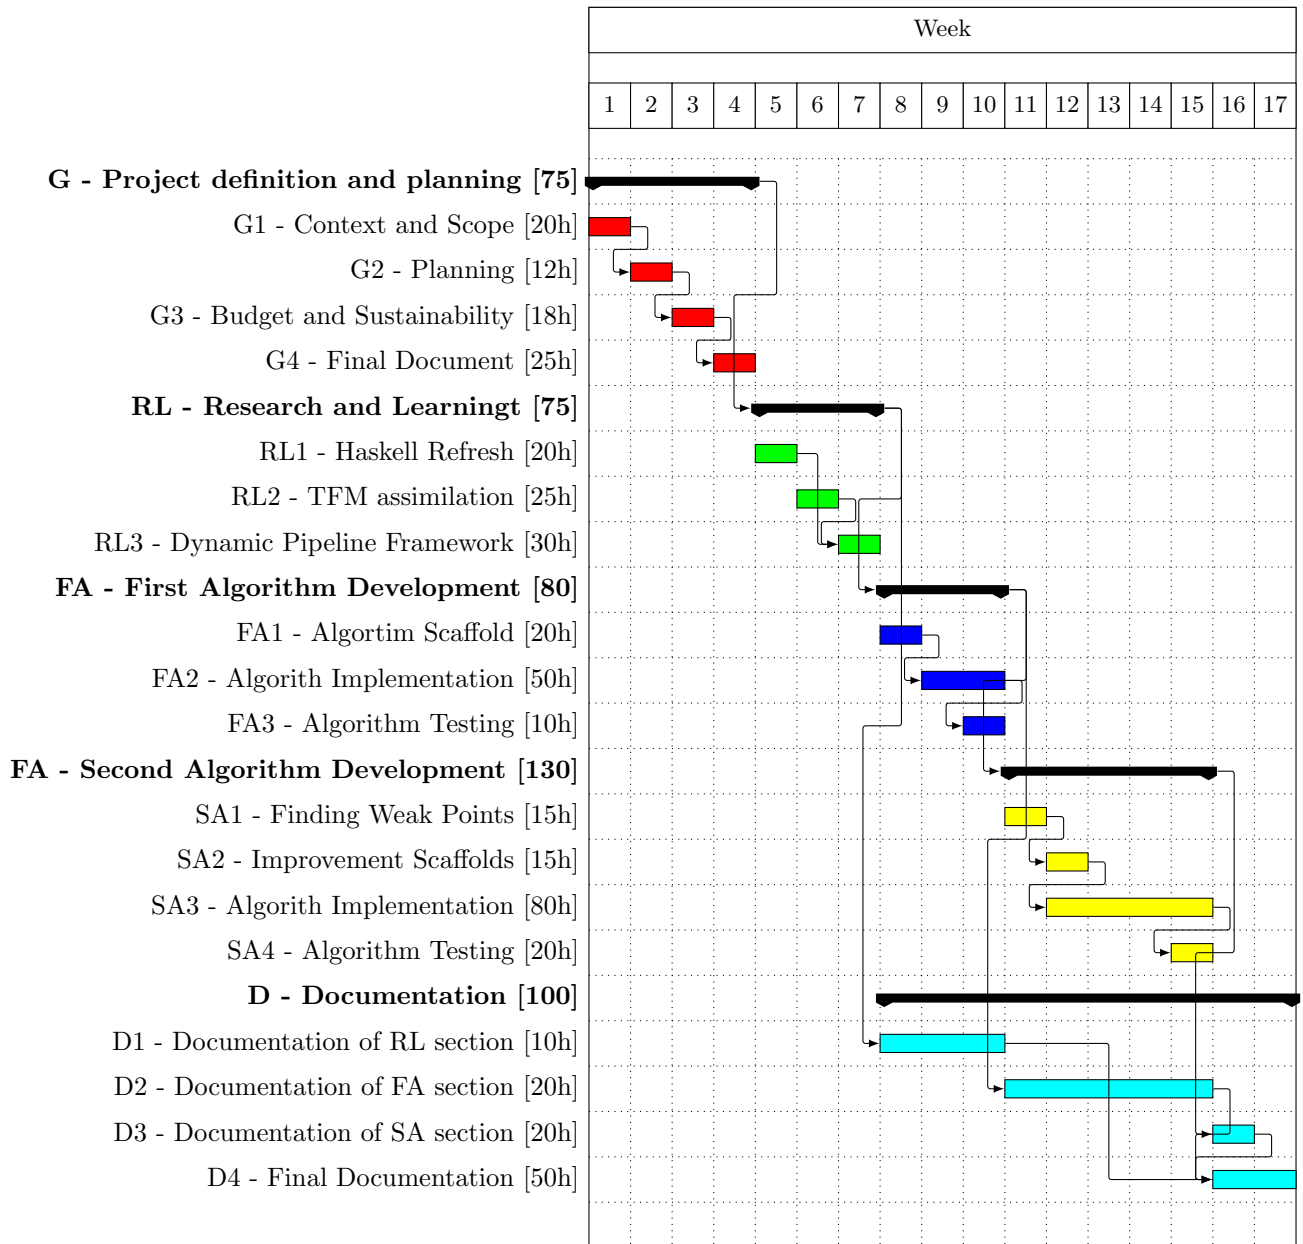 Week
1 2 3 4 5 6 7 8 9 10 11 12 13 14 15 16 17
G - Project definition and planning [75]
G1 - Context and Scope [20h]
G2 - Planning [12h]
G3 - Budget and Sustainability [18h]
G4 - Final Document [25h]
RL - Research and Learningt [75]
RL1 - Haskell Refresh [20h]
RL2 - TFM assimilation [25h]
RL3 - Dynamic Pipeline Framework [30h]
FA - First Algorithm Development [80]
FA1 - Algortim Scaffold [20h]
FA2 - Algorith Implementation [50h]
FA3 - Algorithm Testing [10h]
FA - Second Algorithm Development [130]
SA1 - Finding Weak Points [15h]
SA2 - Improvement Scaffolds [15h]
SA3 - Algorith Implementation [80h]
SA4 - Algorithm Testing [20h]
D - Documentation [100]
D1 - Documentation of RL section [10h]
D2 - Documentation of FA section [20h]
D3 - Documentation of SA section [20h]
D4 - Final Documentation [50h]